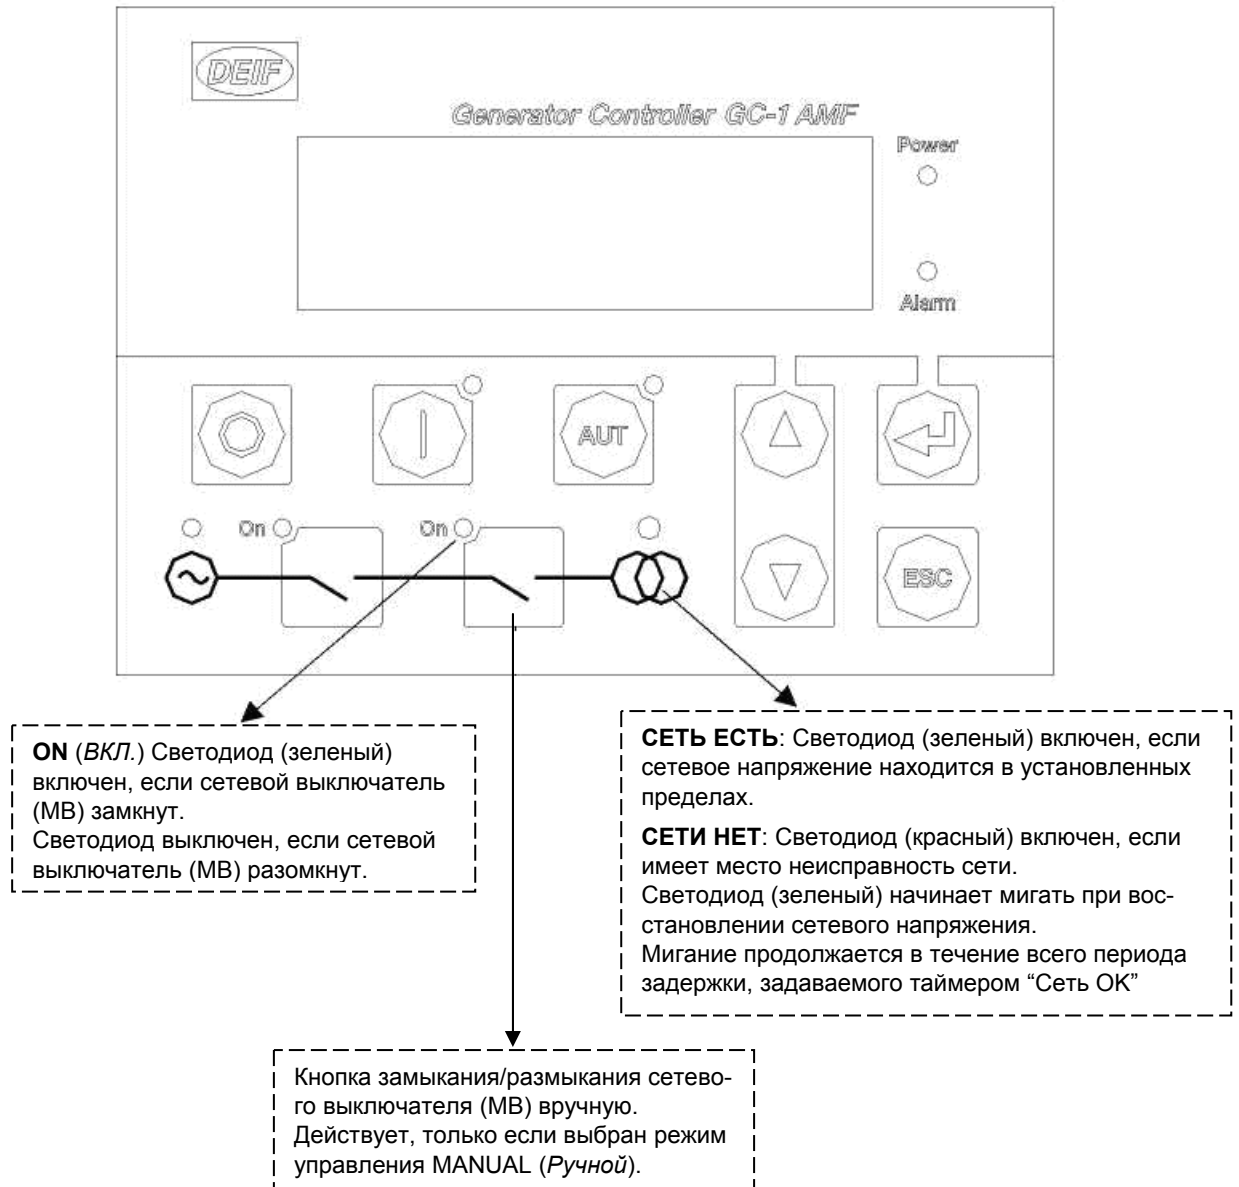 DEIF
Generator Controller GC-1 AMF
Power
Alarm
AUT
On
On
ESC
ON (ВКЛ.) Светодиод (зеленый)
включен, если сетевой выключатель
(МВ) замкнут.
Светодиод выключен, если сетевой
выключатель (МВ) разомкнут.
СЕТЬ ЕСТЬ: Светодиод (зеленый) включен, если
сетевое напряжение находится в установленных
пределах.
СЕТИ НЕТ: Светодиод (красный) включен, если
имеет место неисправность сети.
Светодиод (зеленый) начинает мигать при вос-
становлении сетевого напряжения.
Мигание продолжается в течение всего периода
задержки, задаваемого таймером “Сеть ОК”
Кнопка замыкания/размыкания сетево-
го выключателя (МВ) вручную.
Действует, только если выбран режим
управления MANUAL (Ручной).